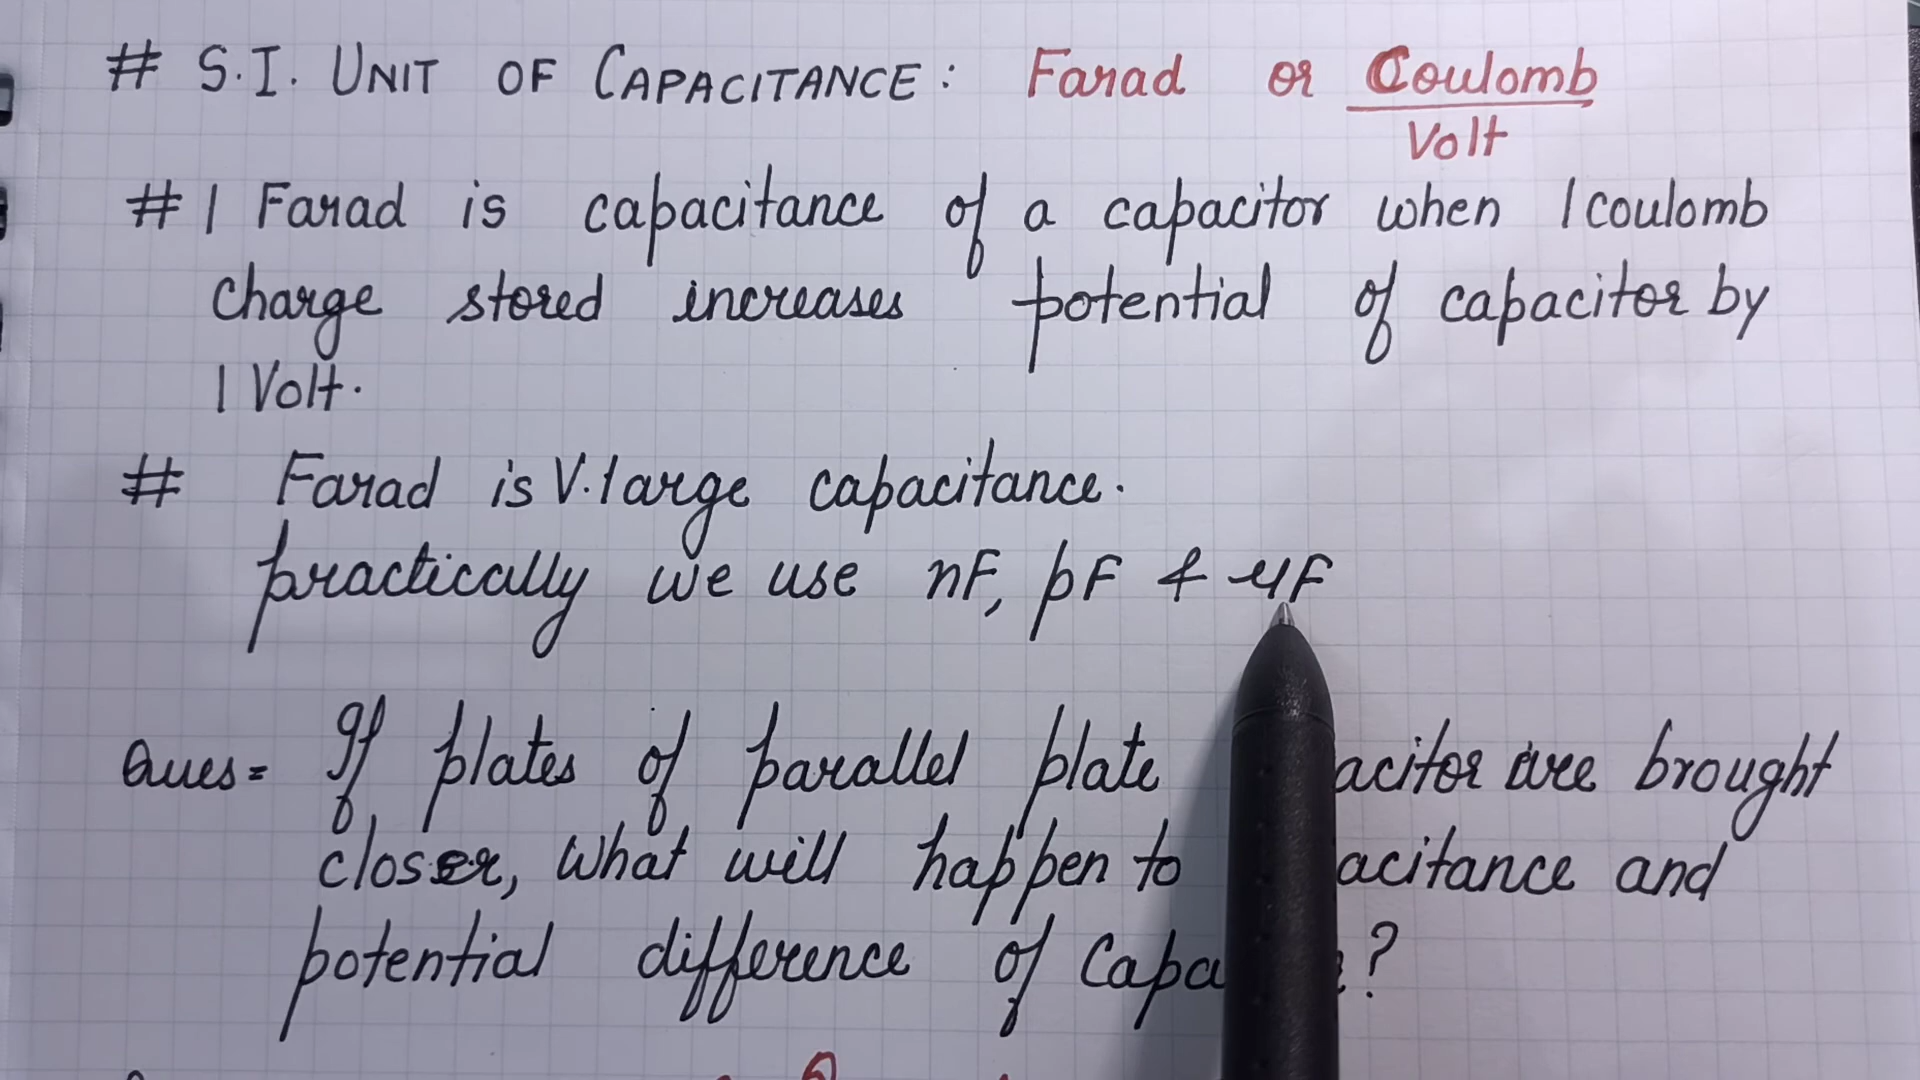 # S.I. UNIT OF CAPACITANCE: Farad or Coulomb
Volt
# 1 Farad is capacitance of a capacitor when 1 coulomb
charge stored increases potential of capacitor by
1 Volt.
# Farad is V. large capacitance.
practically we use nF, pF & μF
Ques= If plates of parallel plate acitor are brought
closer, What will happen to acitance and
potential difference of Capa ?